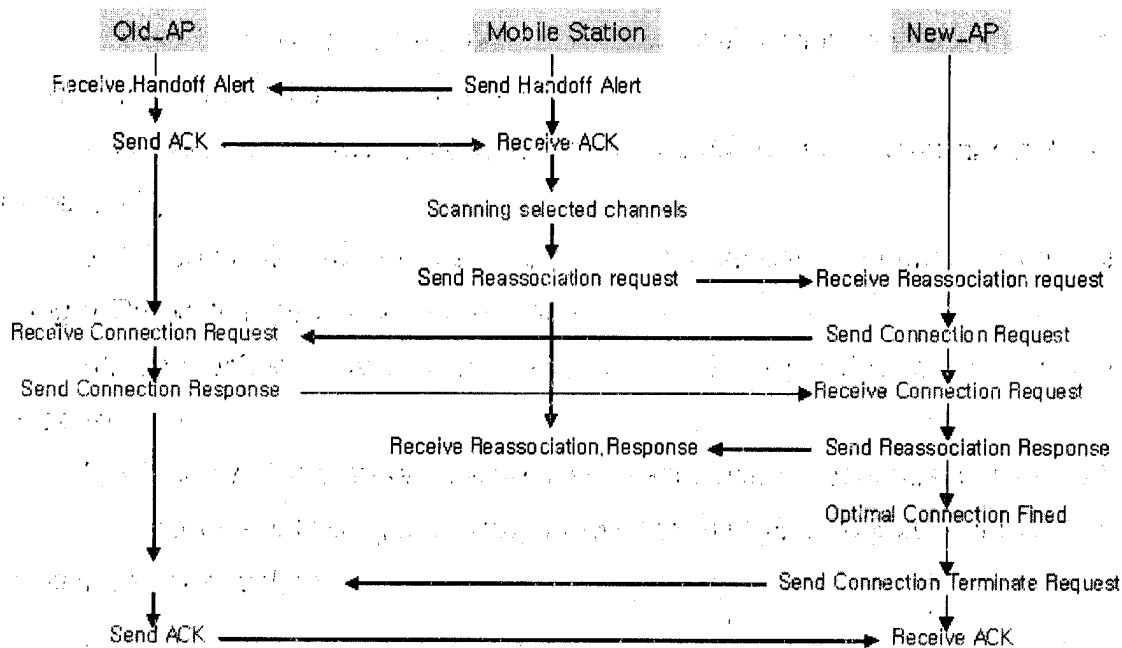 Old_AP Mobile Station New_AP
Receive Handoff Alert Send Handoff Alert
Send ACK Receive ACK
Scanning selected channels
Send Reassociation request Receive Reassociation request
Receive Connection Request Send Connection Request
Send Connection Response Receive Connection Request
Receive Reassociation Response Send Reassociation Response
Optimal Connection Fined
Send Connection Terminate Request
Send ACK Receive ACK